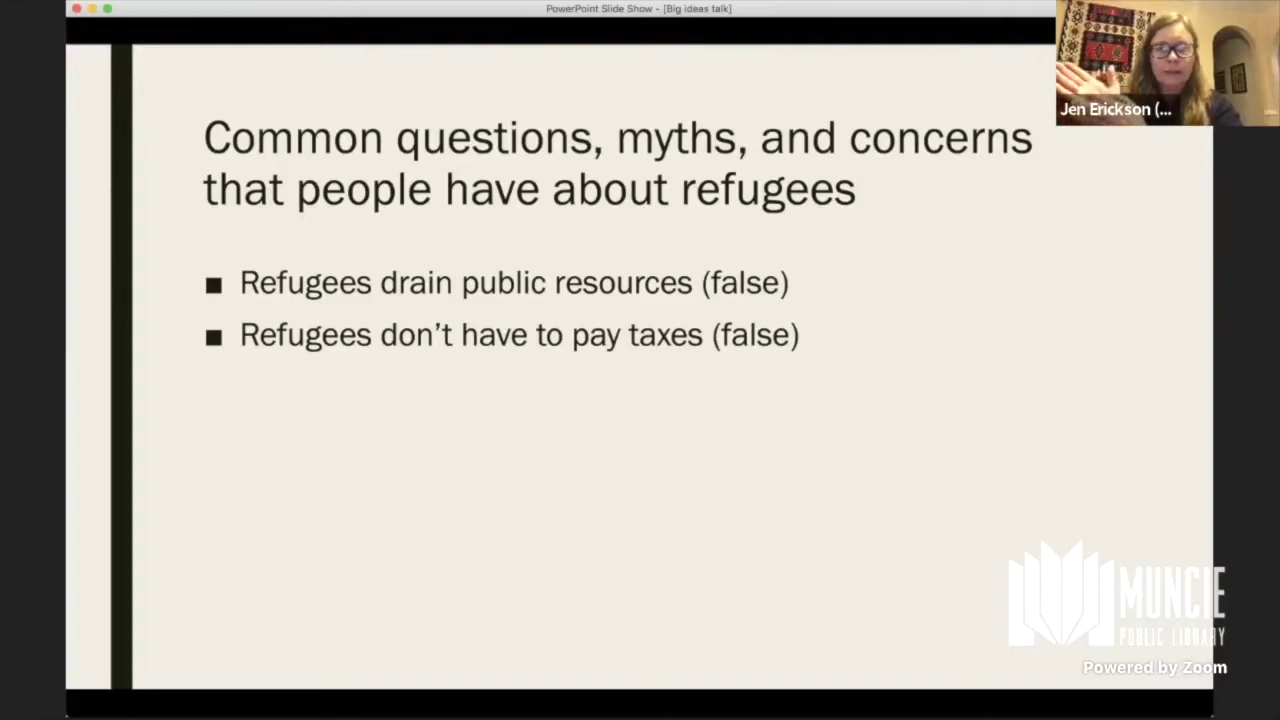 PowerPoint Slide Show - [Big ideas talk]
Jen Erickson (...
Common questions, myths, and concerns
that people have about refugees
■ Refugees drain public resources (false)
■ Refugees don’t have to pay taxes (false)
MUNCIE
PUBLIC LIBRARY
Powered by Zoom